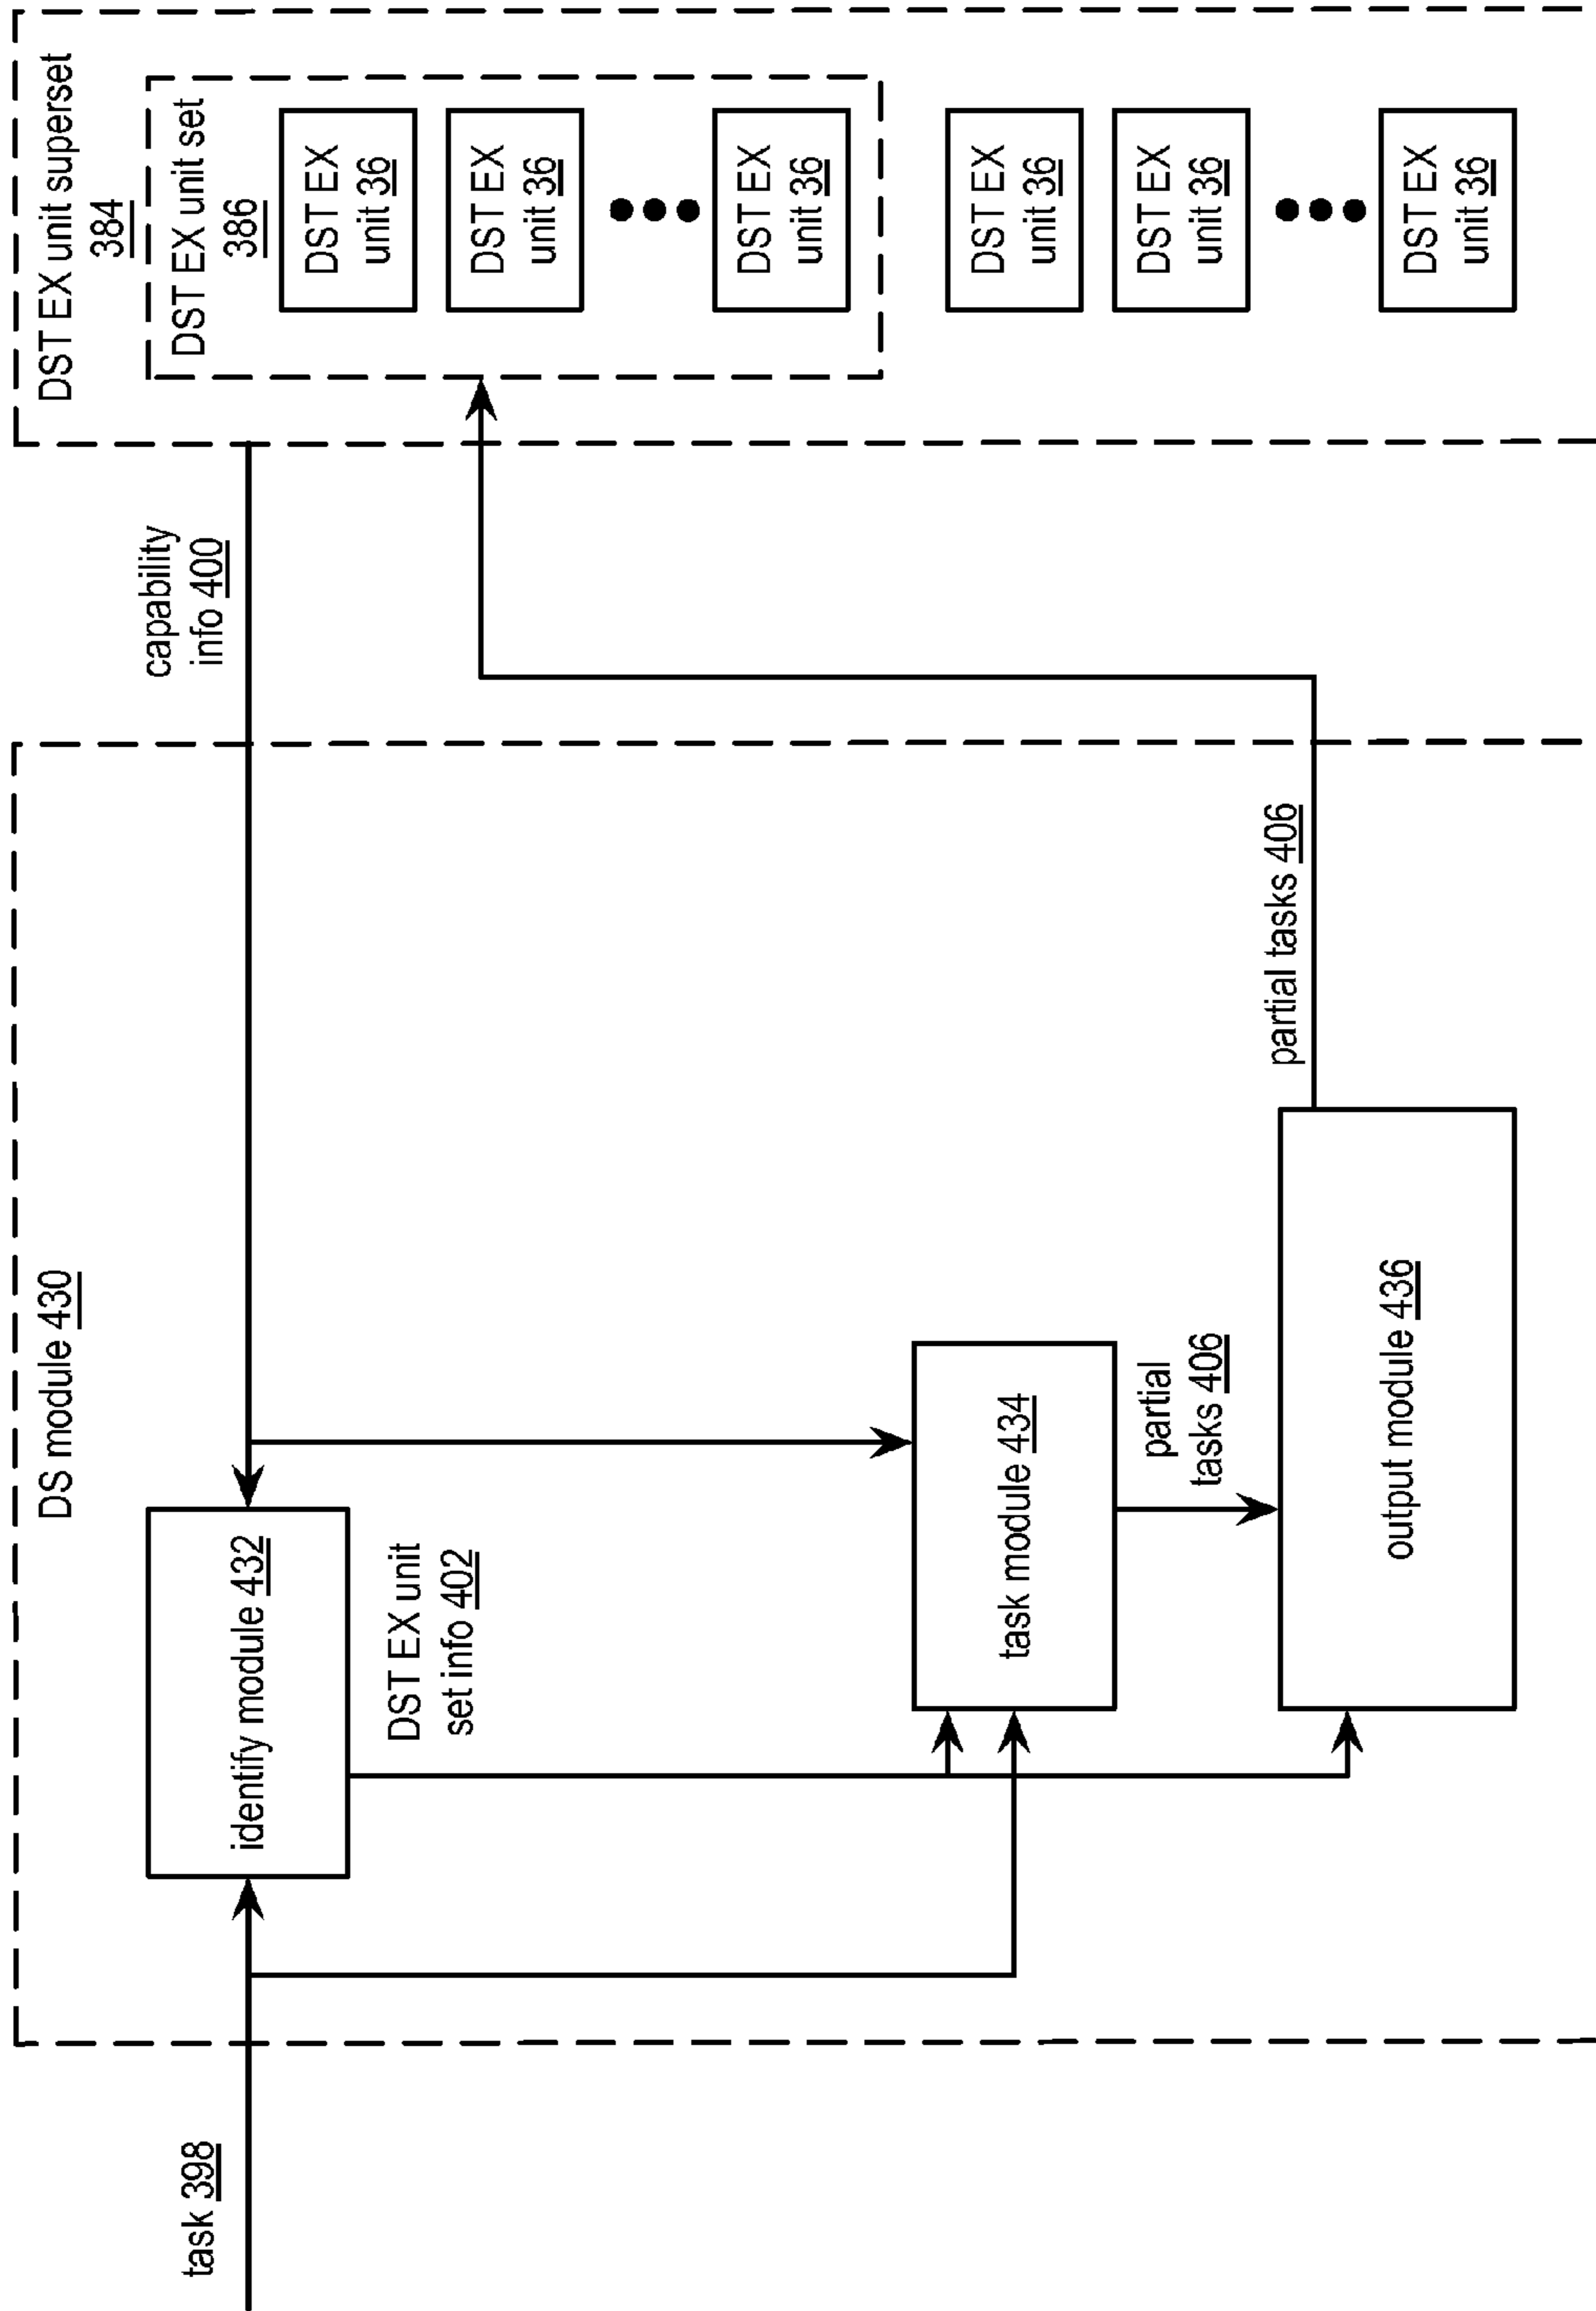 task 398
DS module 430
identify module 432
DST EX unit
set info 402
task module 434
partial
tasks 406
output module 436
partial tasks 406
capability
info 400
DST EX unit superset
384
DST EX unit set
386
DST EX
unit 36
DST EX
unit 36
DST EX
unit 36
DST EX
unit 36
DST EX
unit 36
DST EX
unit 36